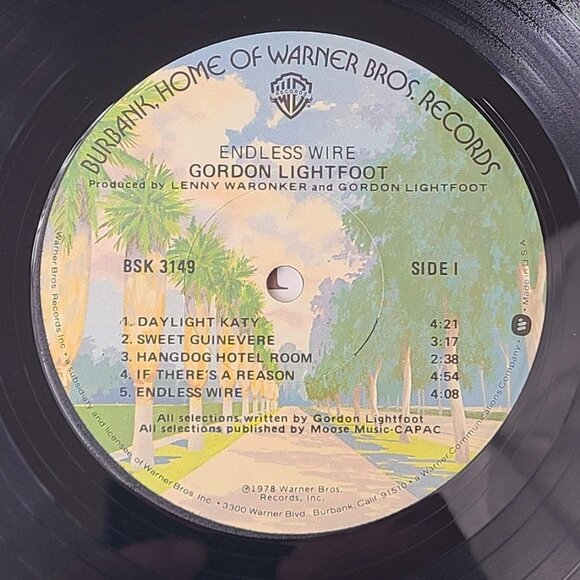 BURBANK, HOME OF WARNER BROS. RECORDS
WB
RECORDS
ENDLESS WIRE
GORDON LIGHTFOOT
Produced by LENNY WARONKER and GORDON LIGHTFOOT
BSK 3149 SIDE I
1. DAYLIGHT KATY 4:21
2. SWEET GUINEVERE 3:17
3. HANGDOG HOTEL ROOM 2:38
4. IF THERE'S A REASON 4:54
5. ENDLESS WIRE 4:08
All selections written by Gordon Lightfoot
All selections published by Moose Music-CAPAC
℗1978 Warner Bros.
Records, Inc.
Warner Bros. Records Inc. • a subsidiary and licensee of Warner Bros. Inc. • 3300 Warner Blvd., Burbank, Calif. 91510 • a Warner Communications Company. • Made in U.S.A.